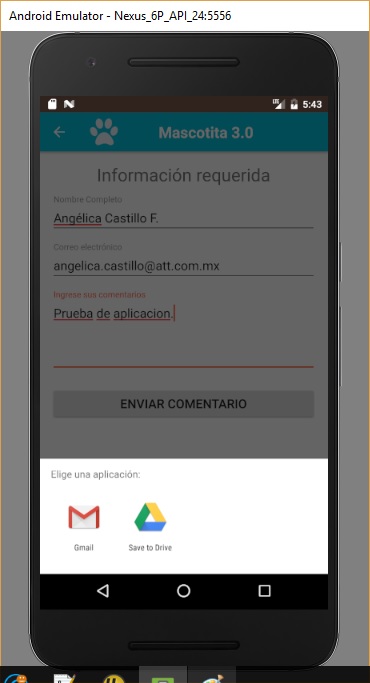 Android Emulator - Nexus_6P_API_24:5556
5:43
Mascotita 3.0
Información requerida
Nombre Completo
Angélica Castillo F.
Correo electrónico
angelica.castillo@att.com.mx
Ingrese sus comentarios
Prueba de aplicacion.
ENVIAR COMENTARIO
Elige una aplicación:
Gmail
Save to Drive